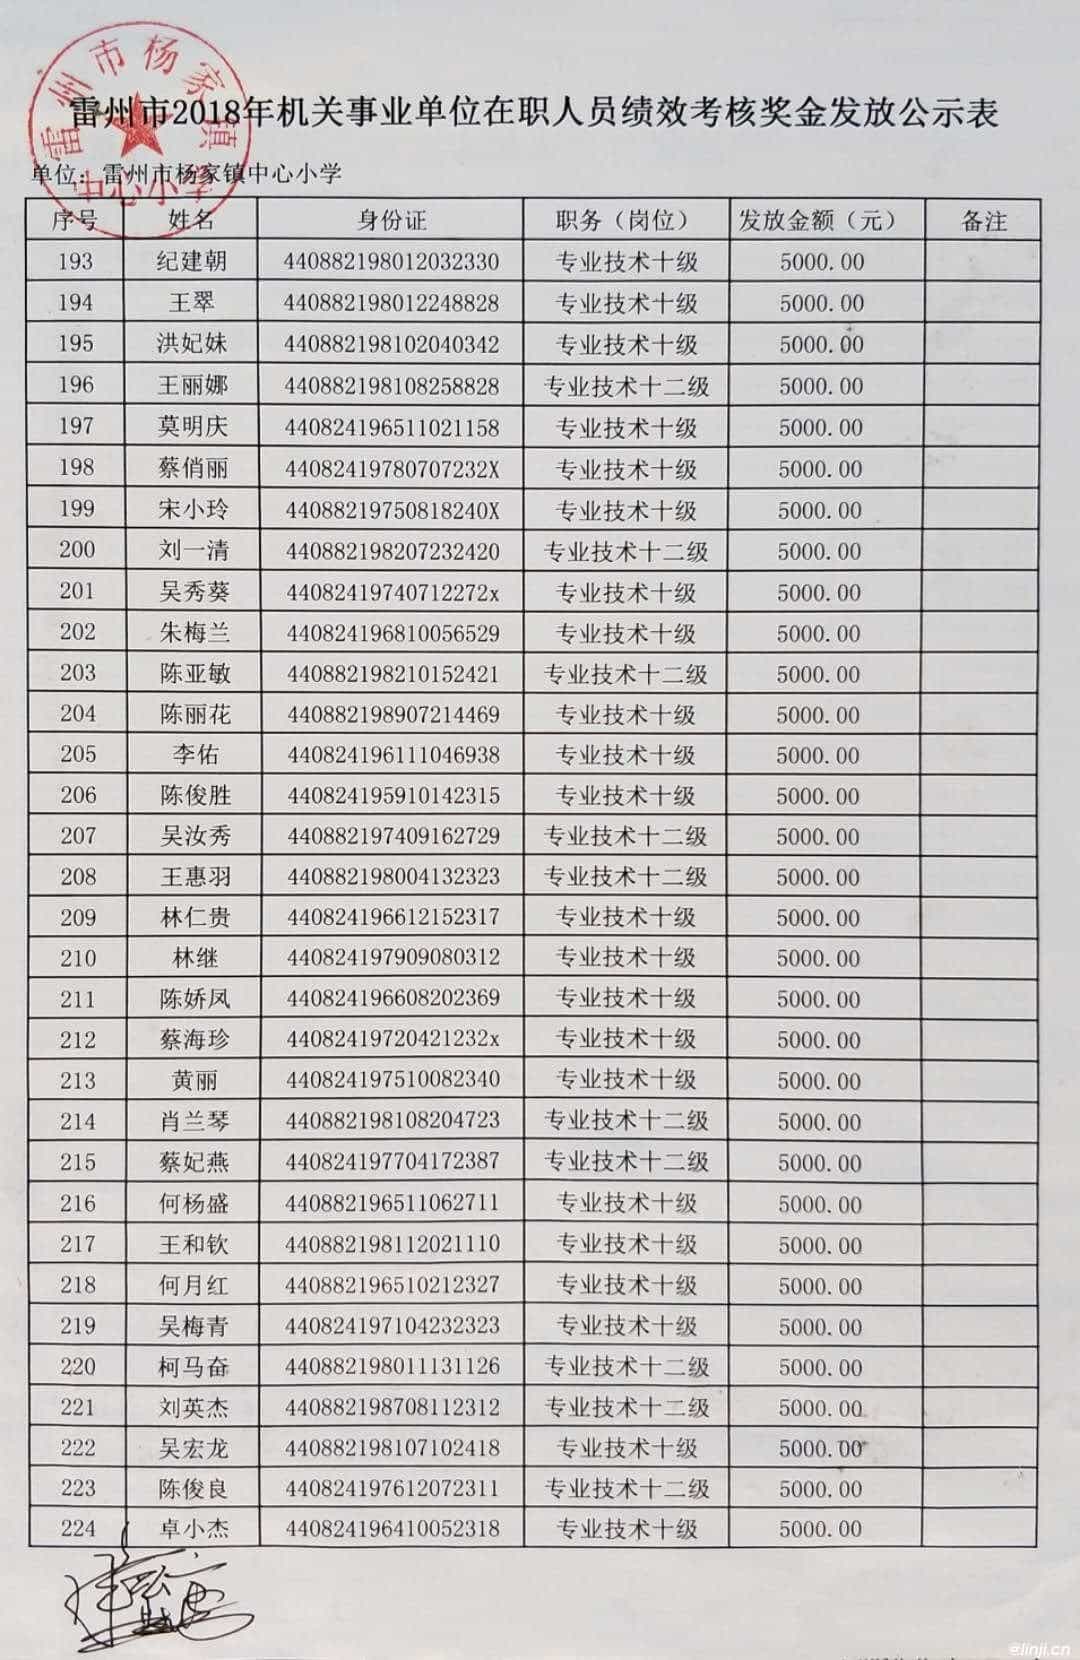 雷州市杨家镇
中心小学
雷州市2018年机关事业单位在职人员绩效考核奖金发放公示表
单位：雷州市杨家镇中心小学
序号 姓名 身份证 职务（岗位） 发放金额（元） 备注
193 纪建朝 440882198012032330 专业技术十级 5000.00
194 王翠 440882198012248828 专业技术十级 5000.00
195 洪妃妹 440882198102040342 专业技术十级 5000.00
196 王丽娜 440882198108258828 专业技术十二级 5000.00
197 莫明庆 440824196511021158 专业技术十级 5000.00
198 蔡俏丽 44082419780707232X 专业技术十级 5000.00
199 宋小玲 44088219750818240X 专业技术十级 5000.00
200 刘一清 440882198207232420 专业技术十二级 5000.00
201 吴秀葵 44082419740712272x 专业技术十级 5000.00
202 朱梅兰 440824196810056529 专业技术十级 5000.00
203 陈亚敏 440882198210152421 专业技术十二级 5000.00
204 陈丽花 440882198907214469 专业技术十级 5000.00
205 李佑 440824196111046938 专业技术十级 5000.00
206 陈俊胜 440824195910142315 专业技术十级 5000.00
207 吴汝秀 440882197409162729 专业技术十二级 5000.00
208 王惠羽 440882198004132323 专业技术十二级 5000.00
209 林仁贵 440824196612152317 专业技术十级 5000.00
210 林继 440824197909080312 专业技术十级 5000.00
211 陈娇凤 440824196608202369 专业技术十级 5000.00
212 蔡海珍 44082419720421232x 专业技术十级 5000.00
213 黄丽 440824197510082340 专业技术十级 5000.00
214 肖兰琴 440882198108204723 专业技术十二级 5000.00
215 蔡妃燕 440824197704172387 专业技术十二级 5000.00
216 何杨盛 440882196511062711 专业技术十级 5000.00
217 王和钦 440882198112021110 专业技术十级 5000.00
218 何月红 440882196510212327 专业技术十级 5000.00
219 吴梅青 440824197104232323 专业技术十级 5000.00
220 柯马奋 440882198011131126 专业技术十二级 5000.00
221 刘英杰 440882198708112312 专业技术十二级 5000.00
222 吴宏龙 440882198107102418 专业技术十级 5000.00
223 陈俊良 440824197612072311 专业技术十二级 5000.00
224 卓小杰 440824196410052318 专业技术十级 5000.00
@linji.cn